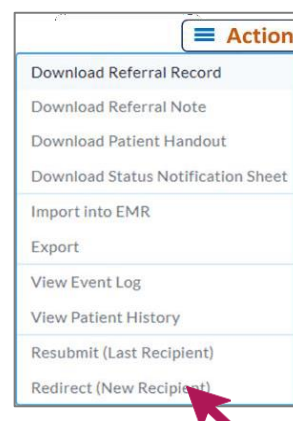 Action
Download Referral Record
Download Referral Note
Download Patient Handout
Download Status Notification Sheet
Import into EMR
Export
View Event Log
View Patient History
Resubmit (Last Recipient)
Redirect (New Recipient)